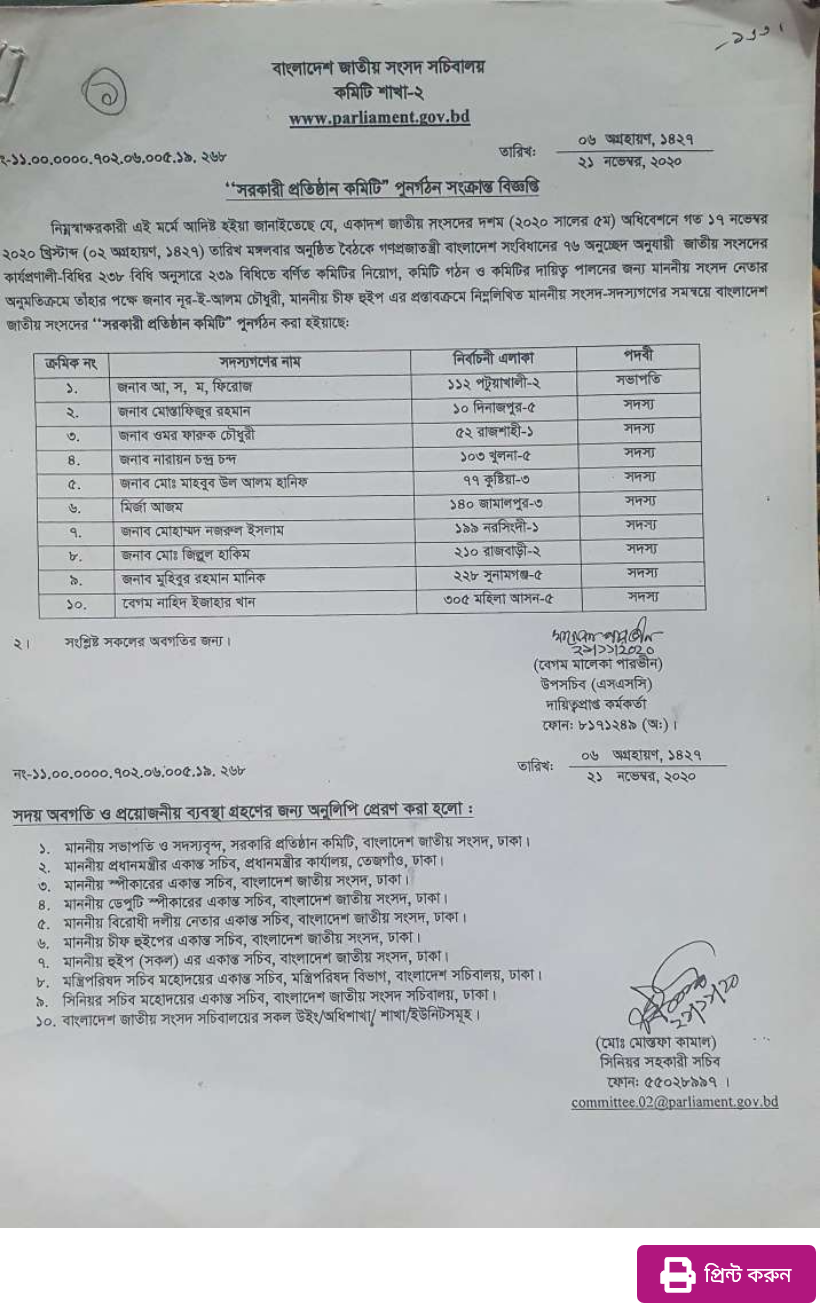 ২১১১
৯
বাংলাদেশ জাতীয় সংসদ সচিবালয়
কমিটি শাখা-২
www.parliament.gov.bd
-১১.০০.০০০০.৭০২.০৬.০০৫.১৯. ২৬৮
তারিখঃ ০৬ অগ্রহায়ণ, ১৪২৭
২১ নভেম্বর, ২০২০
“সরকারী প্রতিষ্ঠান কমিটি” পুনর্গঠন সংক্রান্ত বিজ্ঞপ্তি
নিম্নস্বাক্ষরকারী এই মর্মে আদিষ্ট হইয়া জানাইতেছে যে, একাদশ জাতীয় সংসদের দশম (২০২০ সালের ৫ম) অধিবেশনে গত ১৭ নভেম্বর
২০২০ খ্রিস্টাব্দ (০২ অগ্রহায়ণ, ১৪২৭) তারিখ মঙ্গলবার অনুষ্ঠিত বৈঠকে গণপ্রজাতন্ত্রী বাংলাদেশ সংবিধানের ৭৬ অনুচ্ছেদ অনুযায়ী জাতীয় সংসদের
কার্যপ্রণালী-বিধির ২৩৮ বিধি অনুসারে ২৩৯ বিধিতে বর্ণিত কমিটির নিয়োগ, কমিটি গঠন ও কমিটির দায়িত্ব পালনের জন্য মাননীয় সংসদ নেতার
অনুমতিক্রমে তাঁহার পক্ষে জনাব নূর-ই-আলম চৌধুরী, মাননীয় চীফ হুইপ এর প্রস্তাবক্রমে নিম্নলিখিত মাননীয় সংসদ-সদস্যগণের সমন্বয়ে বাংলাদেশ
জাতীয় সংসদের “সরকারী প্রতিষ্ঠান কমিটি” পুনর্গঠন করা হইয়াছেঃ
ক্রমিক নং সদস্যগণের নাম নির্বাচনী এলাকা পদবী
১. জনাব আ, স, ম, ফিরোজ ১১২ পটুয়াখালী-২ সভাপতি
২. জনাব মোস্তাফিজুর রহমান ১০ দিনাজপুর-৫ সদস্য
৩. জনাব ওমর ফারুক চৌধুরী ৫২ রাজশাহী-১ সদস্য
৪. জনাব নারায়ন চন্দ্র চন্দ ১০৩ খুলনা-৫ সদস্য
৫. জনাব মোঃ মাহবুব উল আলম হানিফ ৭৭ কুষ্টিয়া-৩ সদস্য
৬. মির্জা আজম ১৪০ জামালপুর-৩ সদস্য
৭. জনাব মোহাম্মদ নজরুল ইসলাম ১৯৯ নরসিংদী-১ সদস্য
৮. জনাব মোঃ জিল্লুল হাকিম ২১০ রাজবাড়ী-২ সদস্য
৯. জনাব মুহিবুর রহমান মানিক ২২৮ সুনামগঞ্জ-৫ সদস্য
১০. বেগম নাহিদ ইজাহার খান ৩০৫ মহিলা আসন-৫ সদস্য
২। সংশ্লিষ্ট সকলের অবগতির জন্য।
মালেকা পারভীন
২১/১১/২০২০
(বেগম মালেকা পারভীন)
উপসচিব (এসএসসি)
দায়িত্বপ্রাপ্ত কর্মকর্তা
ফোনঃ ৮১৭১২৪৯ (অঃ)।
নং-১১.০০.০০০০.৭০২.০৬.০০৫.১৯. ২৬৮
তারিখঃ ০৬ অগ্রহায়ণ, ১৪২৭
২১ নভেম্বর, ২০২০
সদয় অবগতি ও প্রয়োজনীয় ব্যবস্থা গ্রহণের জন্য অনুলিপি প্রেরণ করা হলো :
১. মাননীয় সভাপতি ও সদস্যবৃন্দ, সরকারি প্রতিষ্ঠান কমিটি, বাংলাদেশ জাতীয় সংসদ, ঢাকা।
২. মাননীয় প্রধানমন্ত্রীর একান্ত সচিব, প্রধানমন্ত্রীর কার্যালয়, তেজগাঁও, ঢাকা।
৩. মাননীয় স্পীকারের একান্ত সচিব, বাংলাদেশ জাতীয় সংসদ, ঢাকা।
৪. মাননীয় ডেপুটি স্পীকারের একান্ত সচিব, বাংলাদেশ জাতীয় সংসদ, ঢাকা।
৫. মাননীয় বিরোধী দলীয় নেতার একান্ত সচিব, বাংলাদেশ জাতীয় সংসদ, ঢাকা।
৬. মাননীয় চীফ হুইপের একান্ত সচিব, বাংলাদেশ জাতীয় সংসদ, ঢাকা।
৭. মাননীয় হুইপ (সকল) এর একান্ত সচিব, বাংলাদেশ জাতীয় সংসদ, ঢাকা।
৮. মন্ত্রিপরিষদ সচিব মহোদয়ের একান্ত সচিব, মন্ত্রিপরিষদ বিভাগ, বাংলাদেশ সচিবালয়, ঢাকা।
৯. সিনিয়র সচিব মহোদয়ের একান্ত সচিব, বাংলাদেশ জাতীয় সংসদ সচিবালয়, ঢাকা।
১০. বাংলাদেশ জাতীয় সংসদ সচিবালয়ের সকল উইং/অধিশাখা/ শাখা/ইউনিটসমূহ।
২১/১১/২০
(মোঃ মোস্তফা কামাল)
সিনিয়র সহকারী সচিব
ফোনঃ ৫৫০২৮৯৯৭ ।
committee.02@parliament.gov.bd
প্রিন্ট করুন